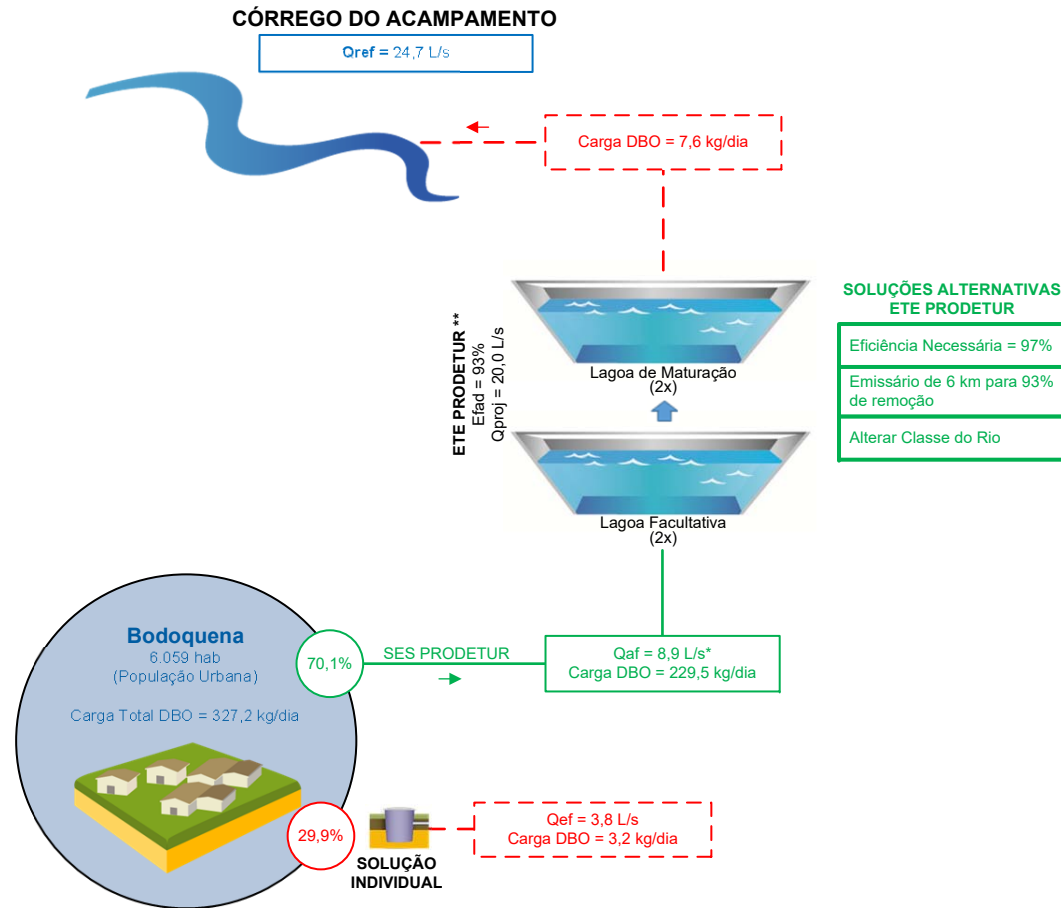 CÓRREGO DO ACAMPAMENTO
Qref = 24,7 L/s
Carga DBO = 7,6 kg/dia
ETE PRODETUR **
Efad = 93%
Qproj = 20,0 L/s
Lagoa de Maturação
(2x)
Lagoa Facultativa
(2x)
SOLUÇÕES ALTERNATIVAS
ETE PRODETUR
Eficiência Necessária = 97%
Emissário de 6 km para 93%
de remoção
Alterar Classe do Rio
Bodoquena
6.059 hab
(População Urbana)
Carga Total DBO = 327,2 kg/dia
70,1%
SES PRODETUR
Qaf = 8,9 L/s*
Carga DBO = 229,5 kg/dia
29,9%
SOLUÇÃO
INDIVIDUAL
Qef = 3,8 L/s
Carga DBO = 3,2 kg/dia